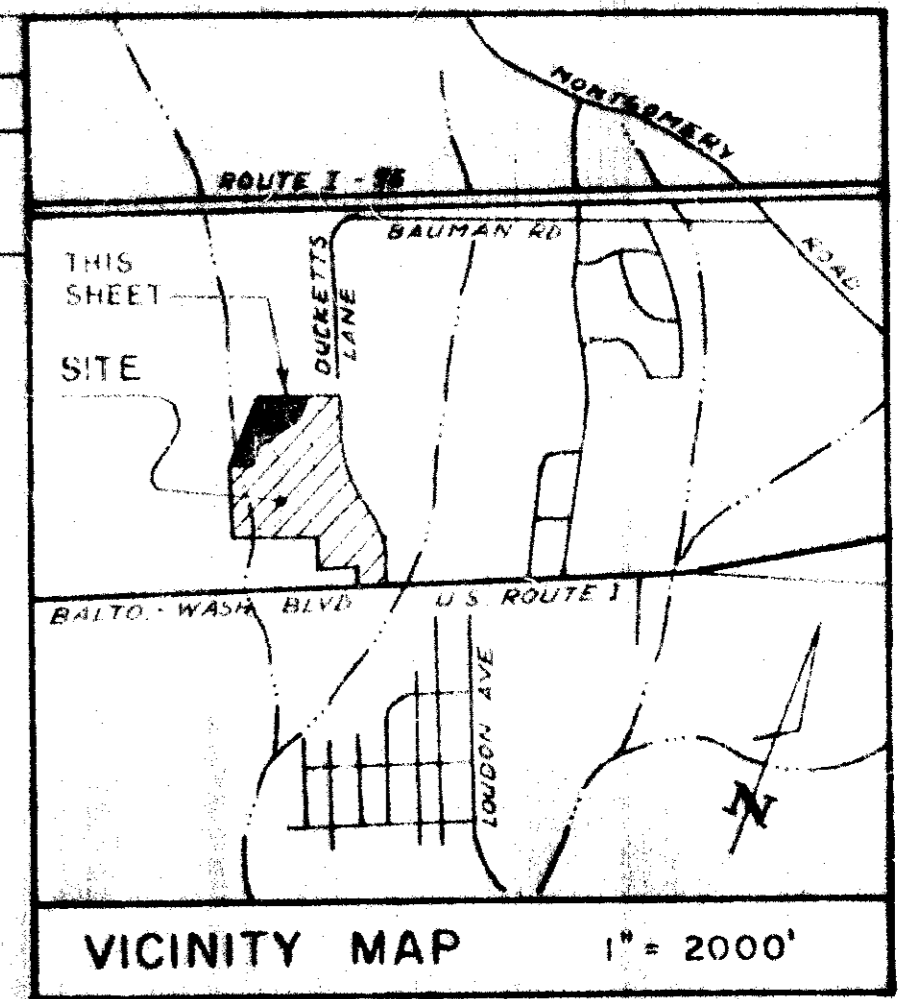 MONTGOMERY
ROUTE I - 95
BAUMAN RD
ROAD
DUCKETTS
LANE
THIS
SHEET
SITE
BALTO. - WASH. BLVD
U.S. ROUTE 1
LOUDON AVE
N
VICINITY MAP 1" = 2000'